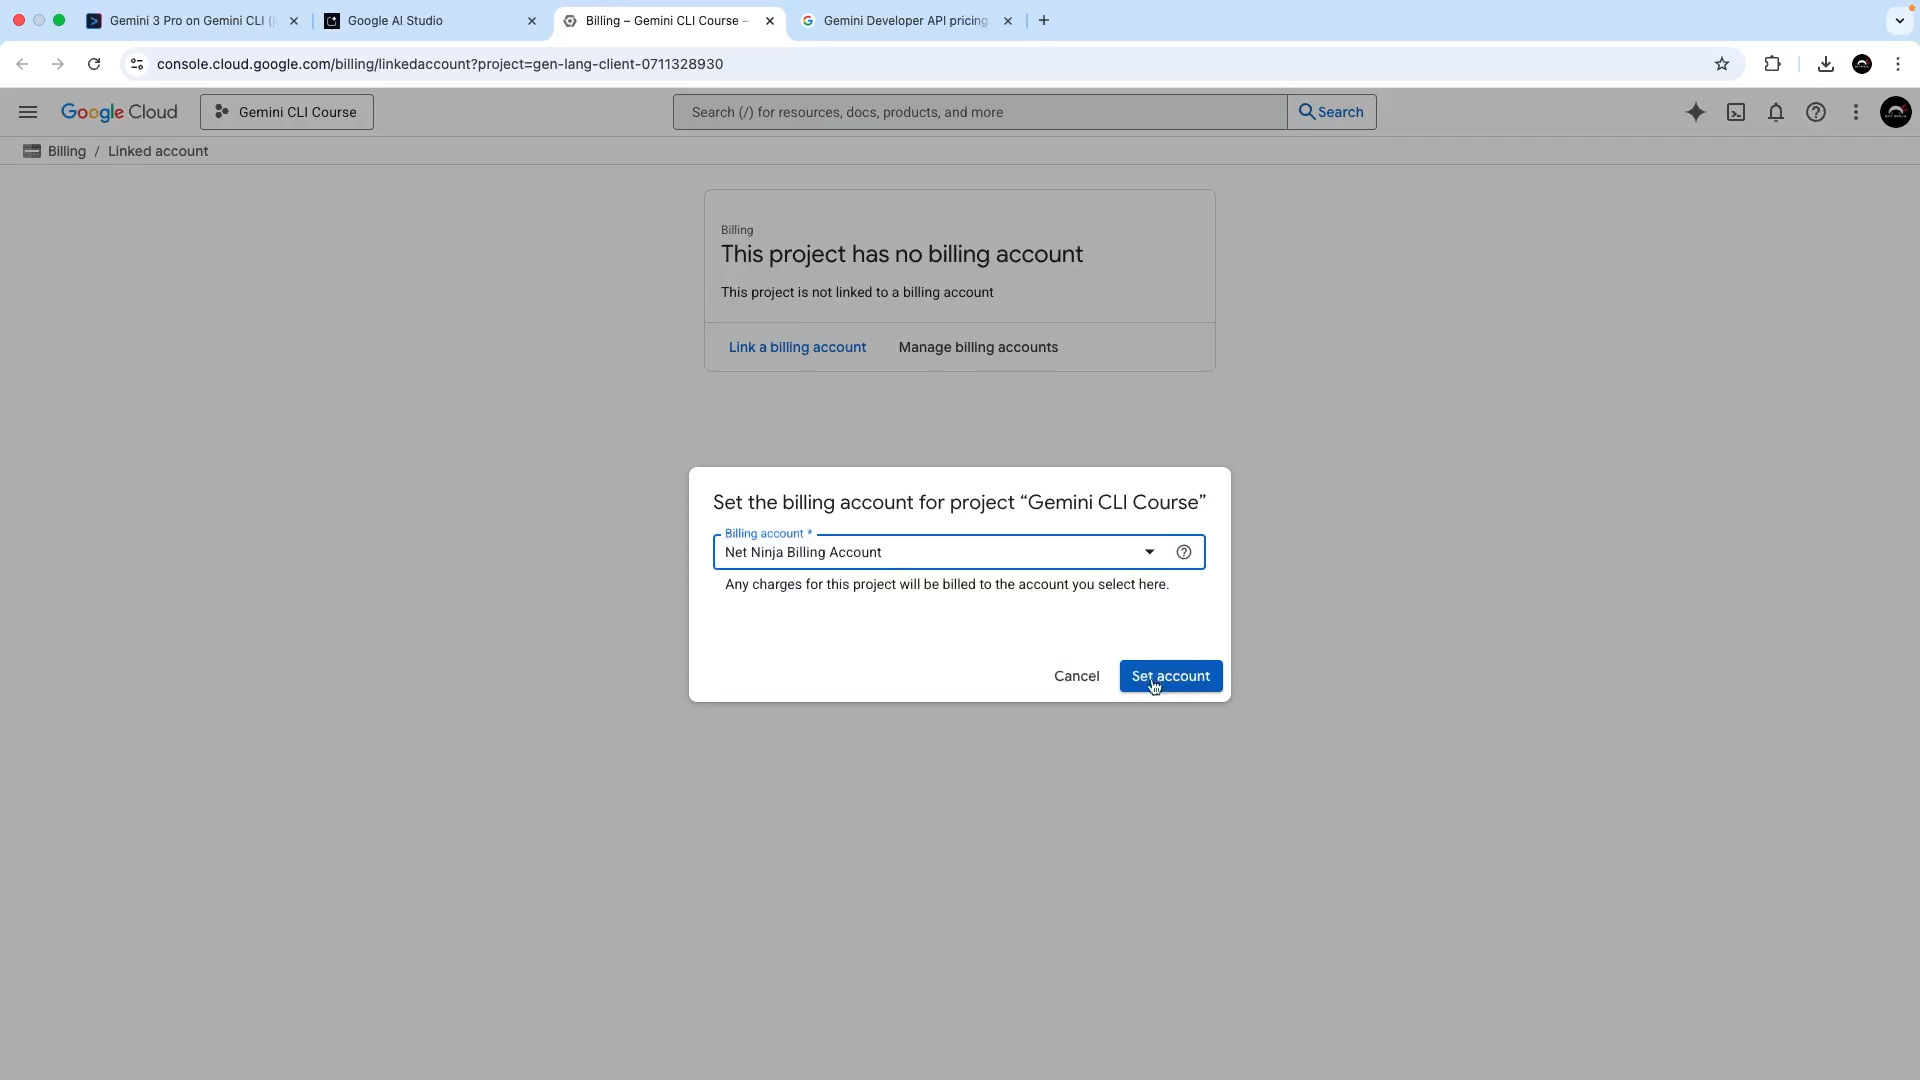 Gemini 3 Pro on Gemini CLI (j
Google AI Studio
Billing – Gemini CLI Course –
Gemini Developer API pricing
console.cloud.google.com/billing/linkedaccount?project=gen-lang-client-0711328930
Google Cloud
Gemini CLI Course
Search (/) for resources, docs, products, and more
Search
Billing / Linked account
Billing
This project has no billing account
This project is not linked to a billing account
Link a billing account
Manage billing accounts
Set the billing account for project “Gemini CLI Course”
Billing account *
Net Ninja Billing Account
Any charges for this project will be billed to the account you select here.
Cancel
Set account